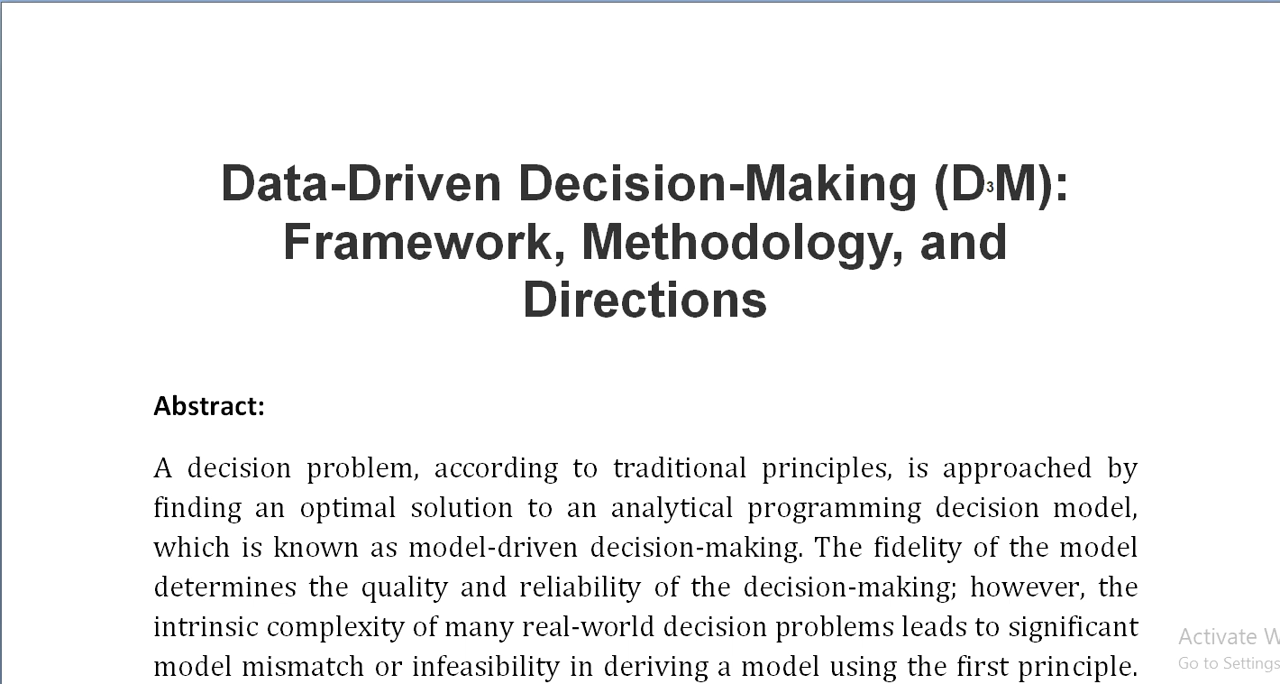 Data-Driven Decision-Making (D3M):
Framework, Methodology, and
Directions
Abstract:
A decision problem, according to traditional principles, is approached by
finding an optimal solution to an analytical programming decision model,
which is known as model-driven decision-making. The fidelity of the model
determines the quality and reliability of the decision-making; however, the
intrinsic complexity of many real-world decision problems leads to significant
model mismatch or infeasibility in deriving a model using the first principle.
Activate W
Go to Settings